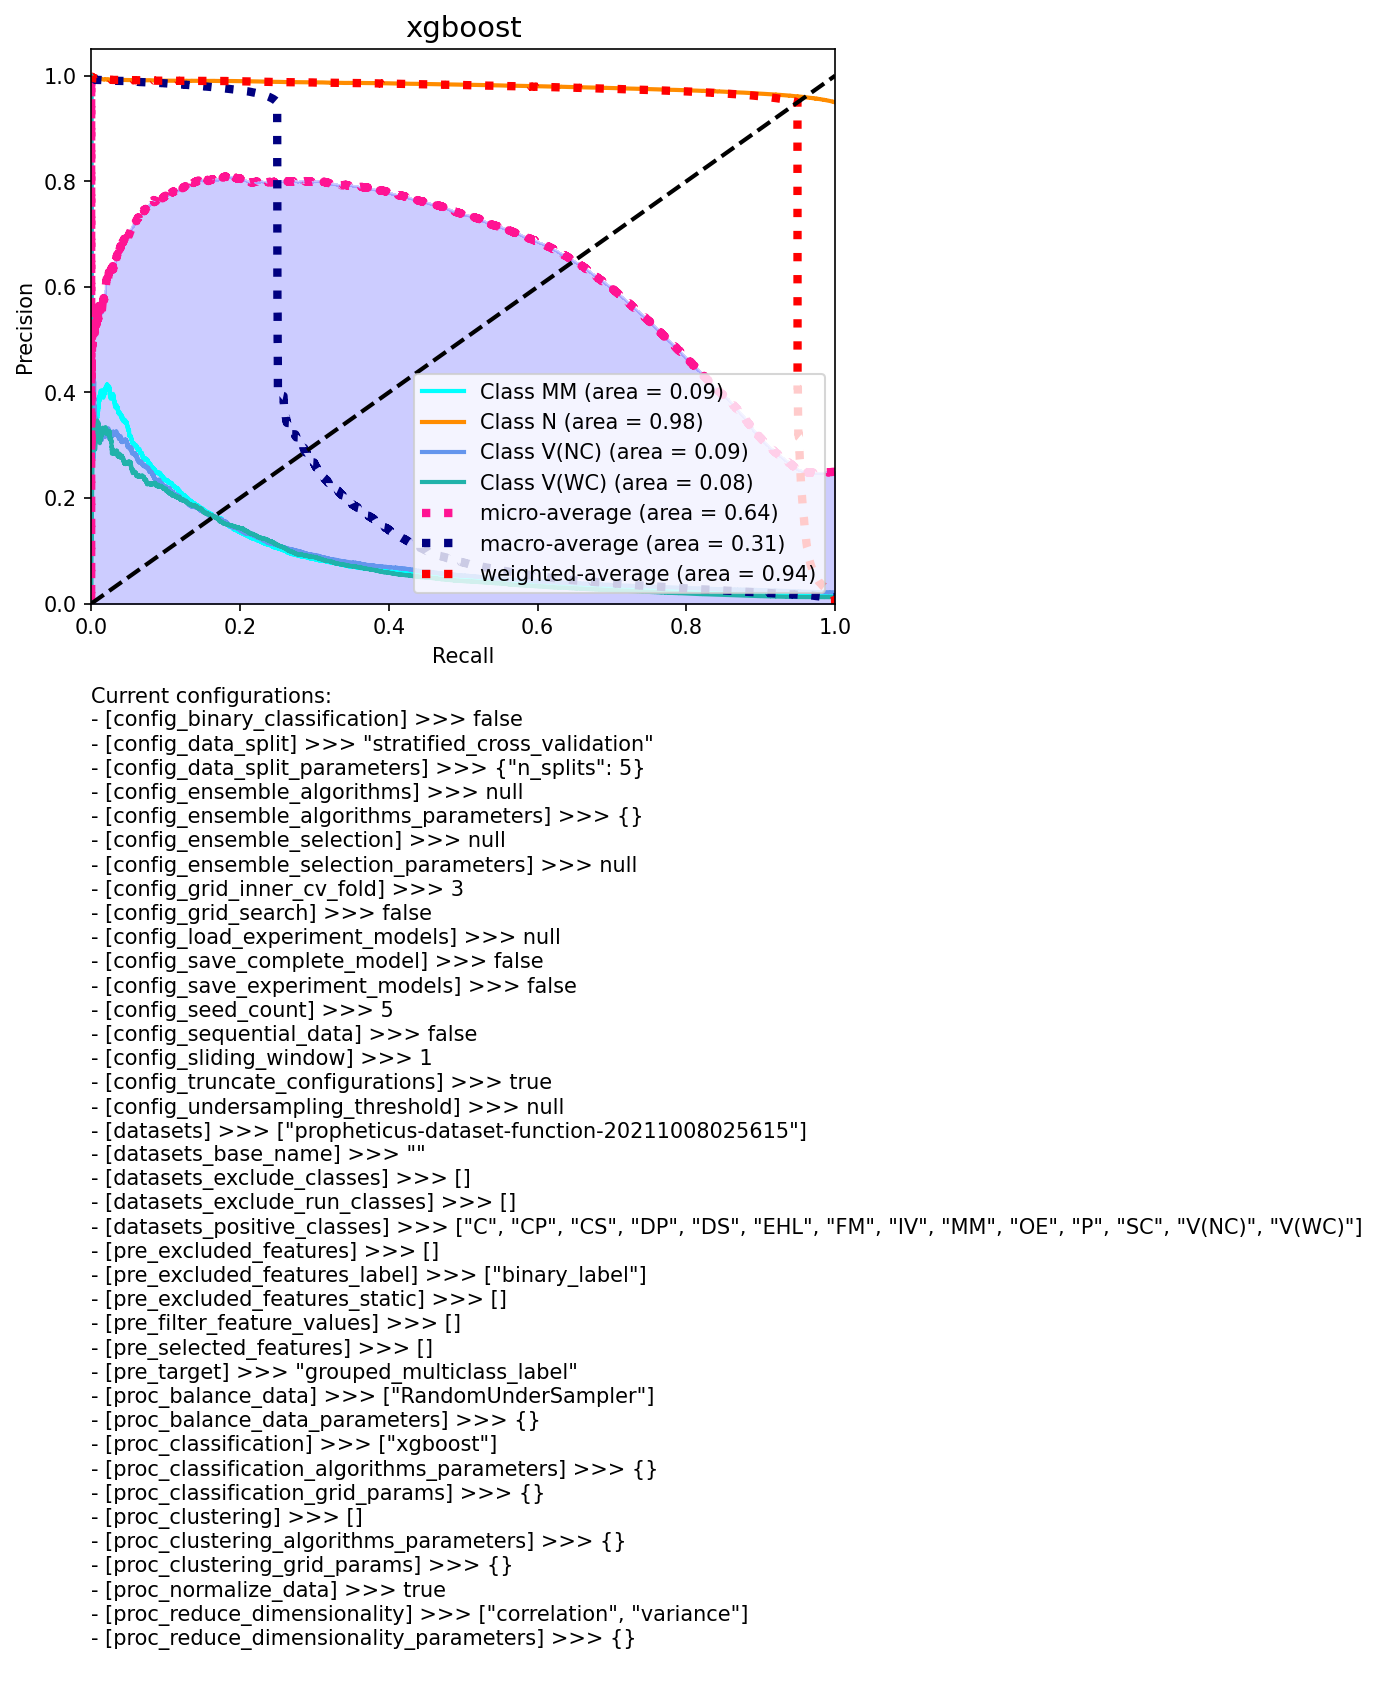 xgboost
1.0
0.8
0.6
0.4
0.2
0.0
Precision
Class MM (area = 0.09)
Class N (area = 0.98)
Class V(NC) (area = 0.09)
Class V(WC) (area = 0.08)
micro-average (area = 0.64)
macro-average (area = 0.31)
weighted-average (area = 0.94)
0.0 0.2 0.4 0.6 0.8 1.0
Recall
Current configurations:
- [config_binary_classification] >>> false
- [config_data_split] >>> "stratified_cross_validation"
- [config_data_split_parameters] >>> {"n_splits": 5}
- [config_ensemble_algorithms] >>> null
- [config_ensemble_algorithms_parameters] >>> {}
- [config_ensemble_selection] >>> null
- [config_ensemble_selection_parameters] >>> null
- [config_grid_inner_cv_fold] >>> 3
- [config_grid_search] >>> false
- [config_load_experiment_models] >>> null
- [config_save_complete_model] >>> false
- [config_save_experiment_models] >>> false
- [config_seed_count] >>> 5
- [config_sequential_data] >>> false
- [config_sliding_window] >>> 1
- [config_truncate_configurations] >>> true
- [config_undersampling_threshold] >>> null
- [datasets] >>> ["propheticus-dataset-function-20211008025615"]
- [datasets_base_name] >>> ""
- [datasets_exclude_classes] >>> []
- [datasets_exclude_run_classes] >>> []
- [datasets_positive_classes] >>> ["C", "CP", "CS", "DP", "DS", "EHL", "FM", "IV", "MM", "OE", "P", "SC", "V(NC)", "V(WC)"]
- [pre_excluded_features] >>> []
- [pre_excluded_features_label] >>> ["binary_label"]
- [pre_excluded_features_static] >>> []
- [pre_filter_feature_values] >>> []
- [pre_selected_features] >>> []
- [pre_target] >>> "grouped_multiclass_label"
- [proc_balance_data] >>> ["RandomUnderSampler"]
- [proc_balance_data_parameters] >>> {}
- [proc_classification] >>> ["xgboost"]
- [proc_classification_algorithms_parameters] >>> {}
- [proc_classification_grid_params] >>> {}
- [proc_clustering] >>> []
- [proc_clustering_algorithms_parameters] >>> {}
- [proc_clustering_grid_params] >>> {}
- [proc_normalize_data] >>> true
- [proc_reduce_dimensionality] >>> ["correlation", "variance"]
- [proc_reduce_dimensionality_parameters] >>> {}